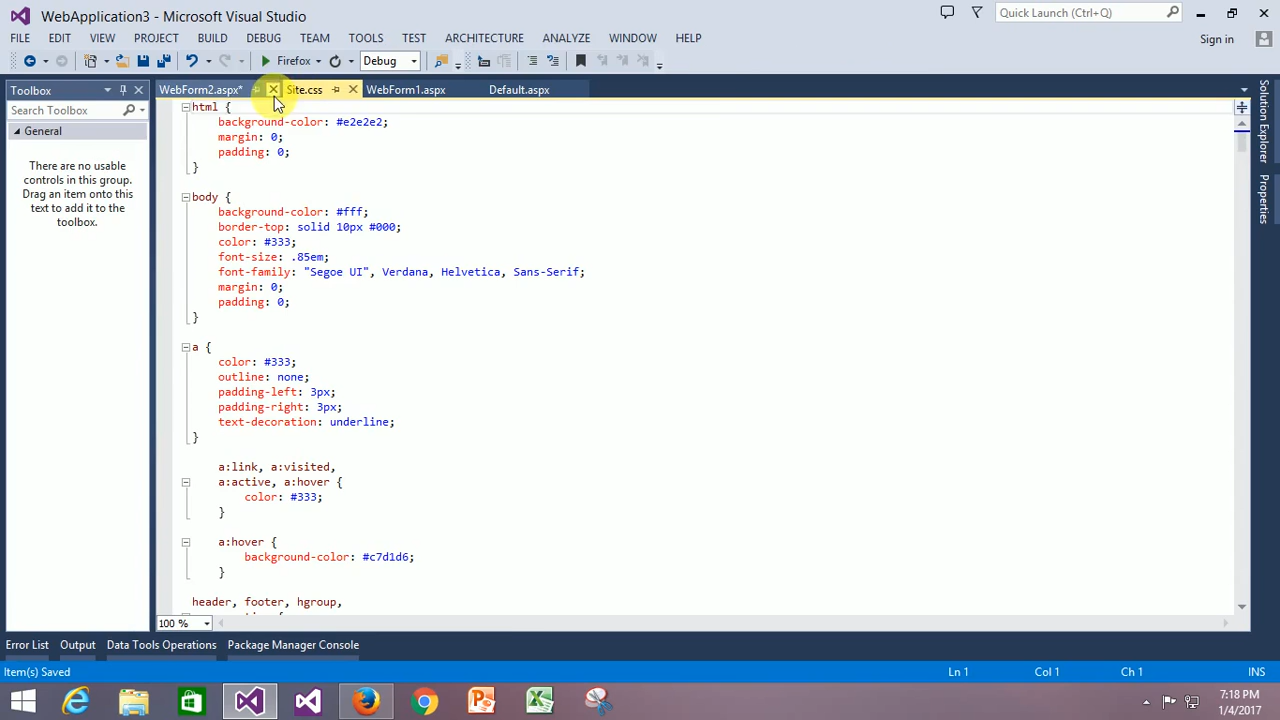 WebApplication3 - Microsoft Visual Studio
Quick Launch (Ctrl+Q)
FILE EDIT VIEW PROJECT BUILD DEBUG TEAM TOOLS TEST ARCHITECTURE ANALYZE WINDOW HELP
Sign in
Firefox
Debug
Toolbox
Search Toolbox
General
There are no usable
controls in this group.
Drag an item onto this
text to add it to the
toolbox.
WebForm2.aspx* Site.css WebForm1.aspx Default.aspx
html {
background-color: #e2e2e2;
margin: 0;
padding: 0;
}
body {
background-color: #fff;
border-top: solid 10px #000;
color: #333;
font-size: .85em;
font-family: "Segoe UI", Verdana, Helvetica, Sans-Serif;
margin: 0;
padding: 0;
}
a {
color: #333;
outline: none;
padding-left: 3px;
padding-right: 3px;
text-decoration: underline;
}
a:link, a:visited,
a:active, a:hover {
color: #333;
}
a:hover {
background-color: #c7d1d6;
}
header, footer, hgroup,
100 %
Solution Explorer
Properties
Error List Output Data Tools Operations Package Manager Console
Item(s) Saved
Ln 1 Col 1 Ch 1 INS
7:18 PM
1/4/2017